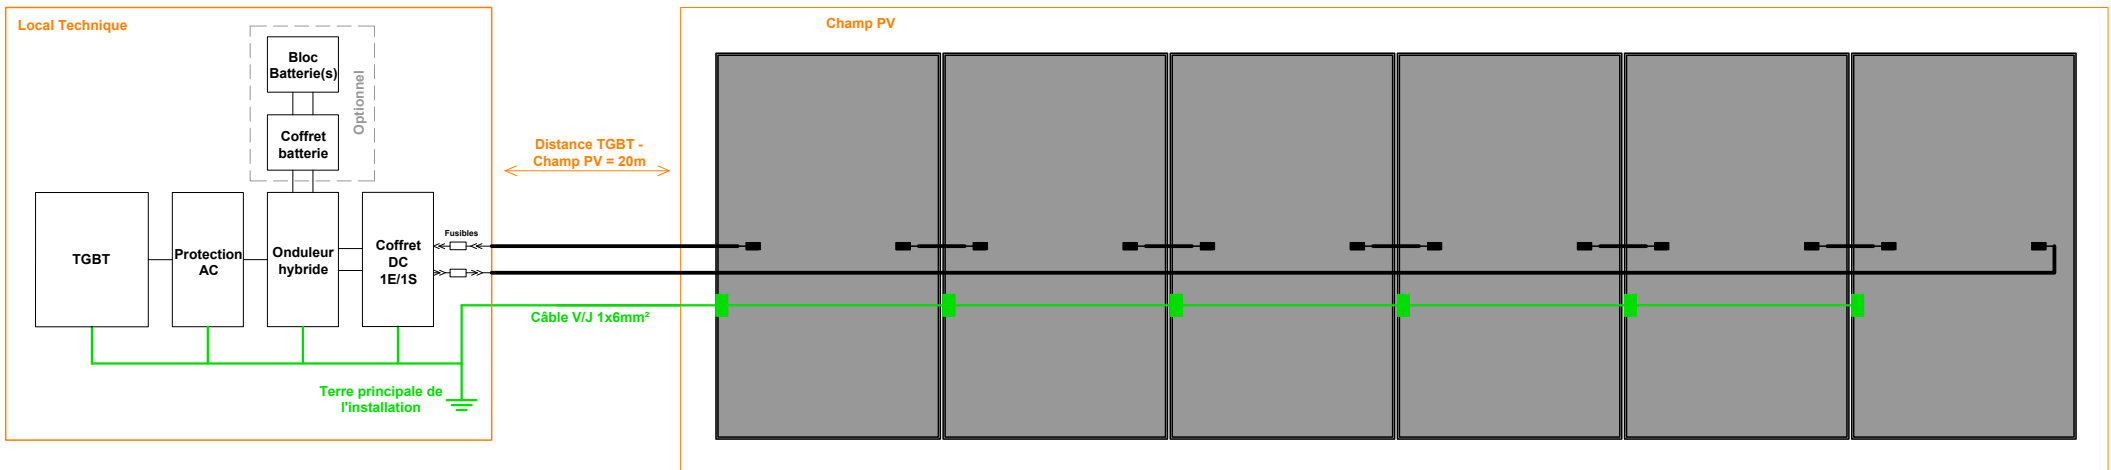 Local Technique
Champ PV
Bloc
Batterie(s)
Optionnel
Coffret
batterie
Distance TGBT -
Champ PV = 20m
TGBT
Protection
AC
Onduleur
hybride
Coffret
DC
1E/1S
Fusibles
Câble V/J 1x6mm²
Terre principale de
l'installation